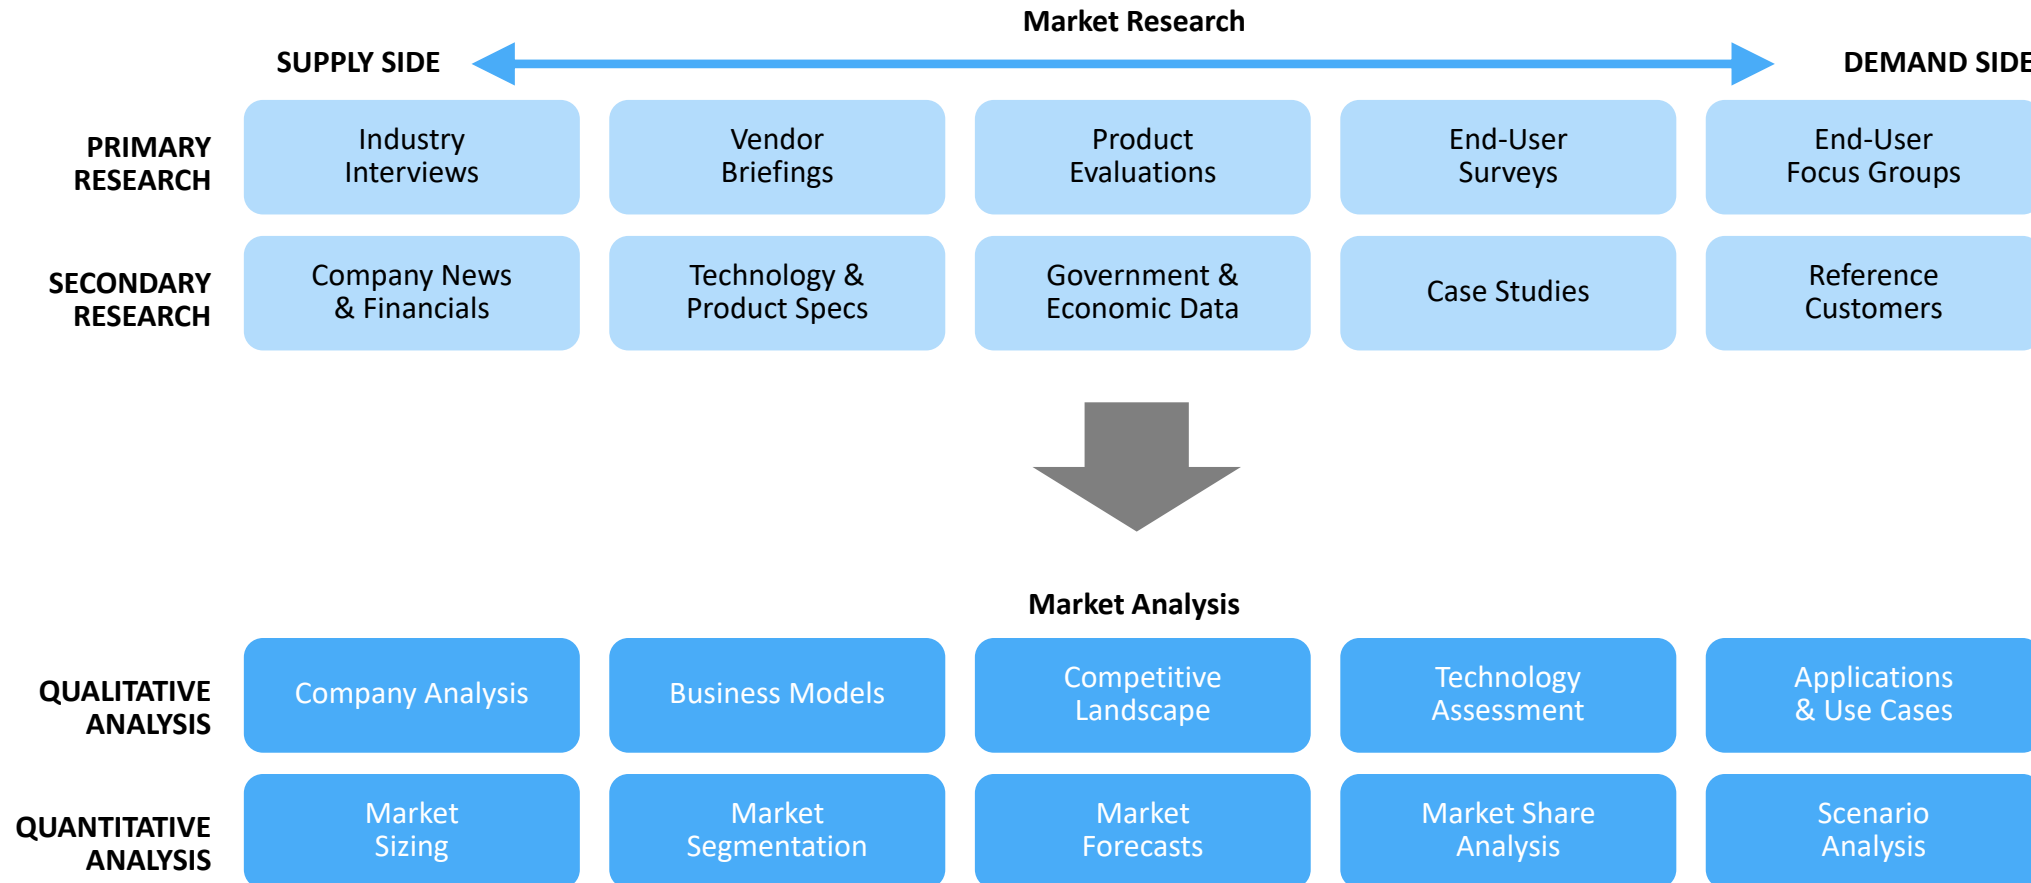 Market Research
SUPPLY SIDE
DEMAND SIDE
PRIMARY
RESEARCH
Industry
Interviews
Vendor
Briefings
Product
Evaluations
End-User
Surveys
End-User
Focus Groups
SECONDARY
RESEARCH
Company News
& Financials
Technology &
Product Specs
Government &
Economic Data
Case Studies
Reference
Customers
Market Analysis
QUALITATIVE
ANALYSIS
Company Analysis
Business Models
Competitive
Landscape
Technology
Assessment
Applications
& Use Cases
QUANTITATIVE
ANALYSIS
Market
Sizing
Market
Segmentation
Market
Forecasts
Market Share
Analysis
Scenario
Analysis